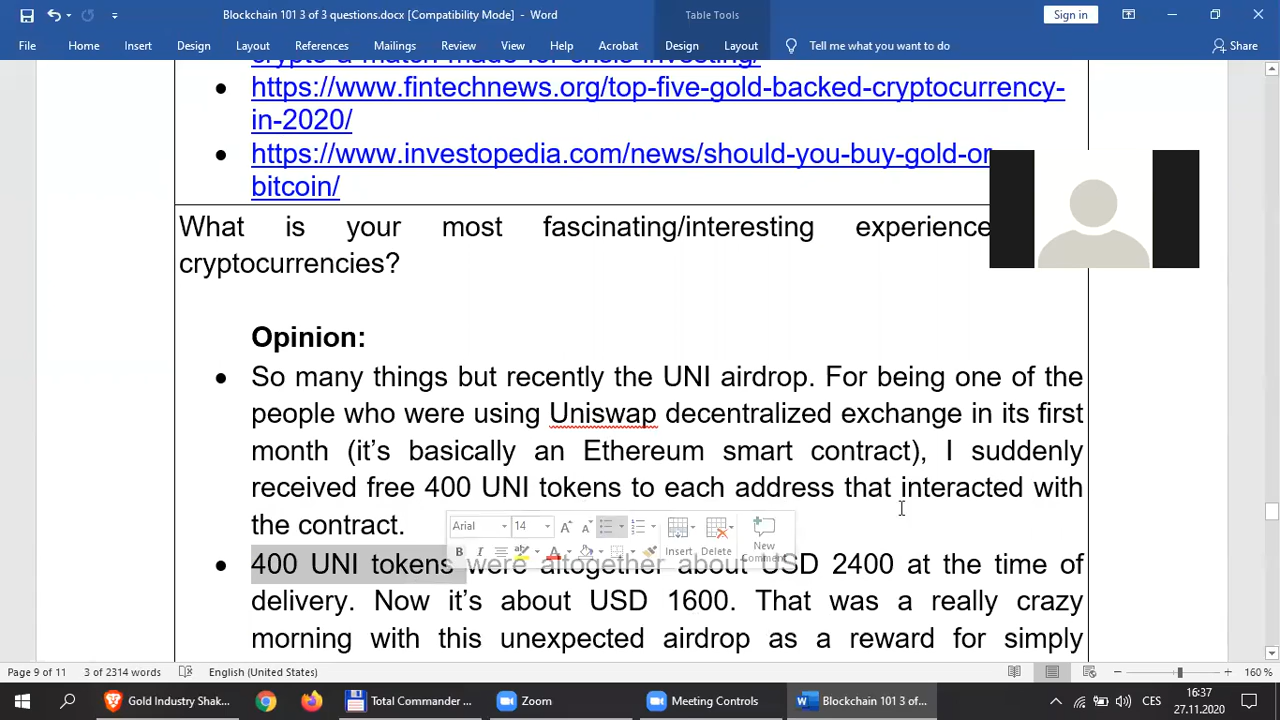 Blockchain 101 3 of 3 questions.docx [Compatibility Mode] - Word
Table Tools
Sign in
File Home Insert Design Layout References Mailings Review View Help Acrobat Design Layout Tell me what you want to do Share
crypto-a-match-made-for-crisis-investing/
• https://www.fintechnews.org/top-five-gold-backed-cryptocurrency-
in-2020/
• https://www.investopedia.com/news/should-you-buy-gold-or-
bitcoin/
What is your most fascinating/interesting experience
cryptocurrencies?
Opinion:
• So many things but recently the UNI airdrop. For being one of the
people who were using Uniswap decentralized exchange in its first
month (it's basically an Ethereum smart contract), I suddenly
received free 400 UNI tokens to each address that interacted with
the contract.
Arial 14
Insert Delete New
Comment
• 400 UNI tokens were altogether about USD 2400 at the time of
delivery. Now it's about USD 1600. That was a really crazy
morning with this unexpected airdrop as a reward for simply
Page 9 of 11 3 of 2314 words English (United States) 160 %
Gold Industry Shak... Total Commander ... Zoom Meeting Controls Blockchain 101 3 of... CES 16:37
27.11.2020